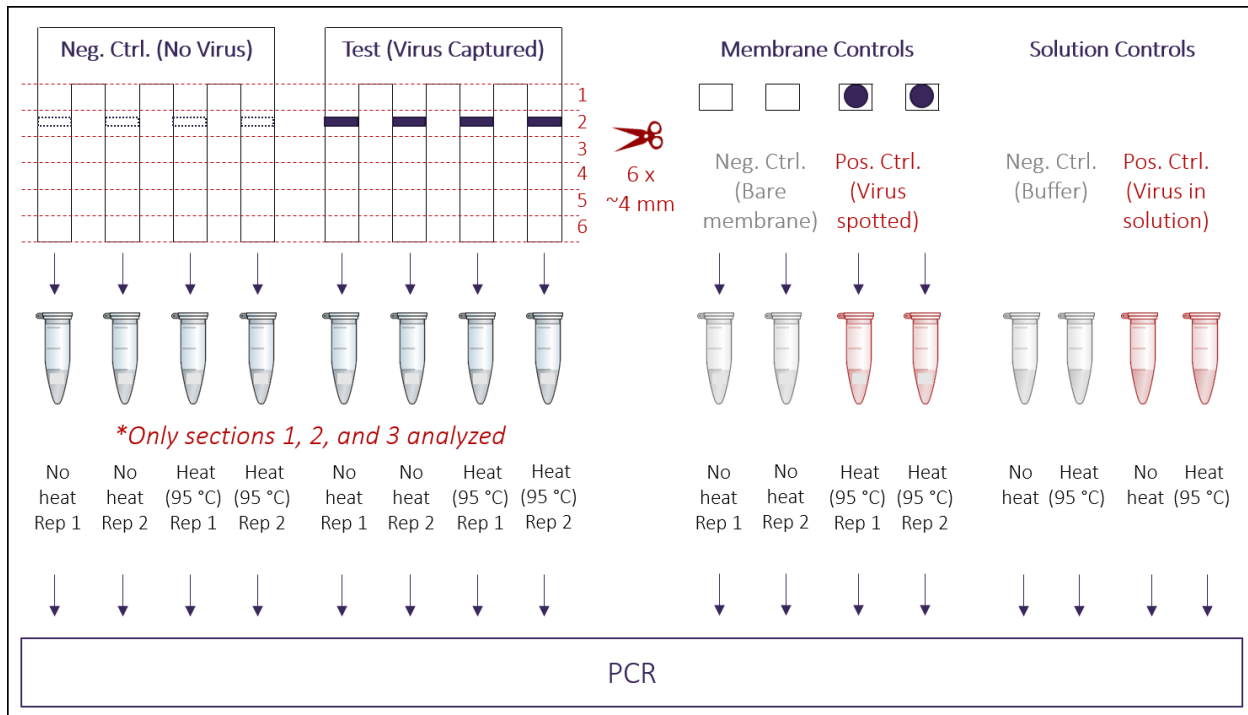 Neg. Ctrl. (No Virus)
Test (Virus Captured)
Membrane Controls
Solution Controls
1
2
3
4
5
6
6 x
~4 mm
Neg. Ctrl.
(Bare
membrane)
Pos. Ctrl.
(Virus
spotted)
Neg. Ctrl.
(Buffer)
Pos. Ctrl.
(Virus in
solution)
*Only sections 1, 2, and 3 analyzed
No
heat
Rep 1
No
heat
Rep 2
Heat
(95 °C)
Rep 1
Heat
(95 °C)
Rep 2
No
heat
Rep 1
No
heat
Rep 2
Heat
(95 °C)
Rep 1
Heat
(95 °C)
Rep 2
No
heat
Rep 1
No
heat
Rep 2
Heat
(95 °C)
Rep 1
Heat
(95 °C)
Rep 2
No
heat
Heat
(95 °C)
No
heat
Heat
(95 °C)
PCR